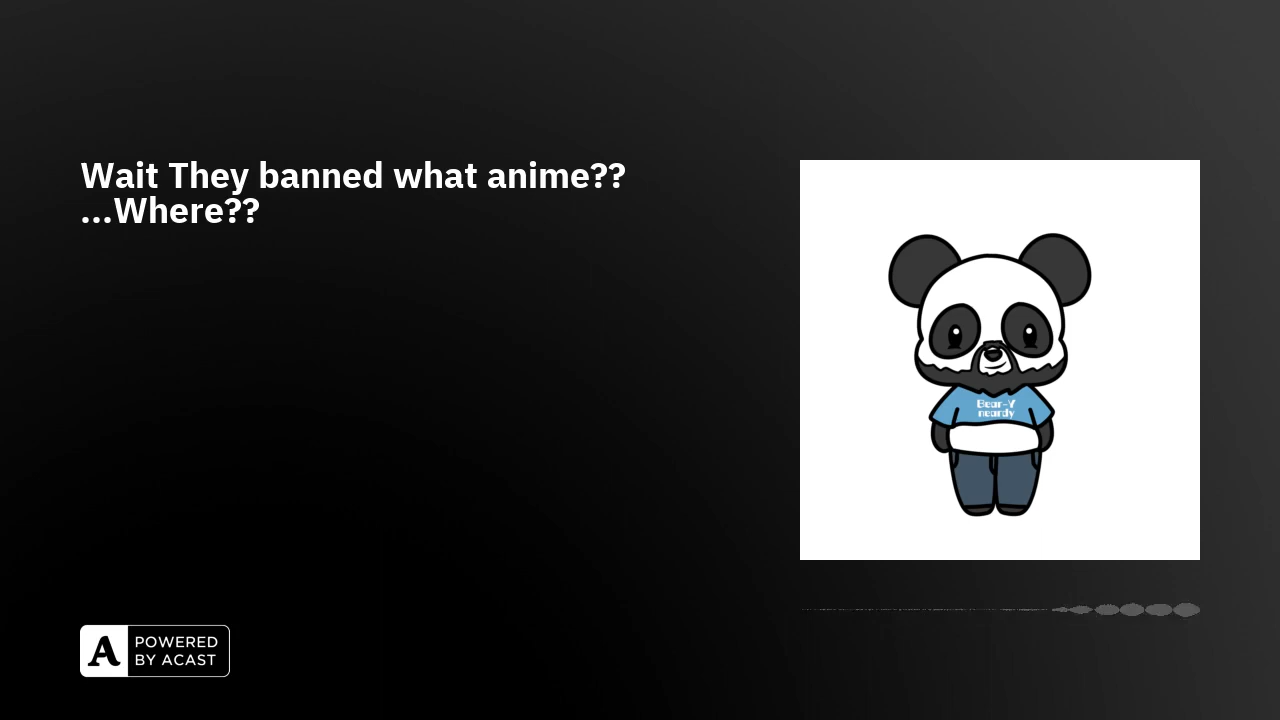 Wait They banned what anime??
...Where??
Bear-Y
neardy
A POWERED
BY ACAST